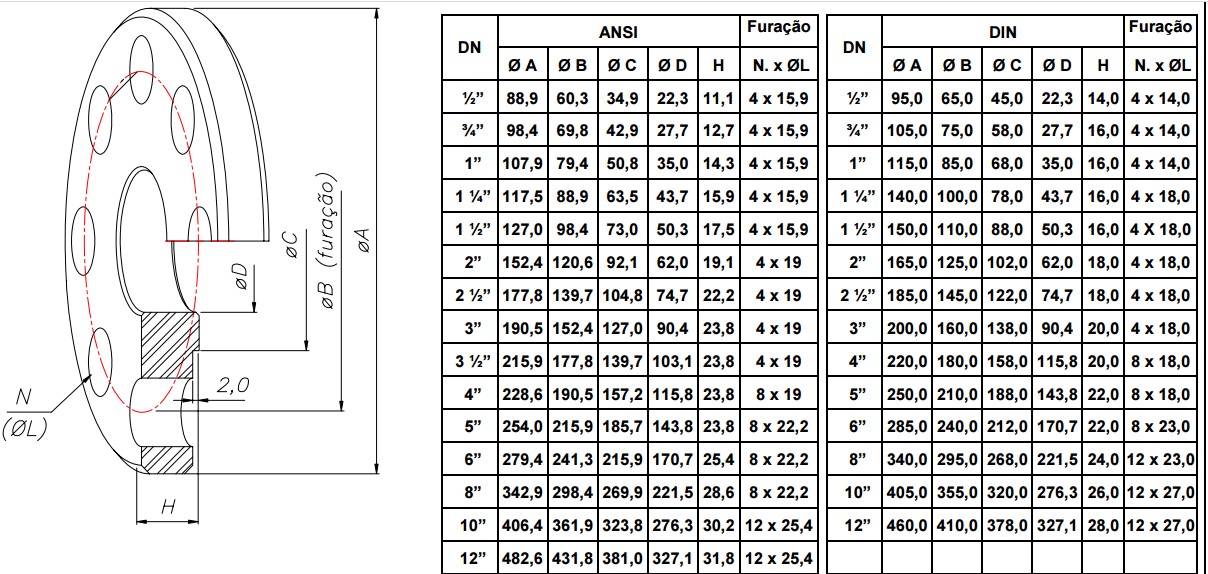 N
(ØL)
H
2,0
øD
øC
øB (furação)
øA
DN ANSI Furação
Ø A Ø B Ø C Ø D H N. x ØL
½” 88,9 60,3 34,9 22,3 11,1 4 x 15,9
¾” 98,4 69,8 42,9 27,7 12,7 4 x 15,9
1” 107,9 79,4 50,8 35,0 14,3 4 x 15,9
1 ¼” 117,5 88,9 63,5 43,7 15,9 4 x 15,9
1 ½” 127,0 98,4 73,0 50,3 17,5 4 x 15,9
2” 152,4 120,6 92,1 62,0 19,1 4 x 19
2 ½” 177,8 139,7 104,8 74,7 22,2 4 x 19
3” 190,5 152,4 127,0 90,4 23,8 4 x 19
3 ½” 215,9 177,8 139,7 103,1 23,8 4 x 19
4” 228,6 190,5 157,2 115,8 23,8 8 x 19
5” 254,0 215,9 185,7 143,8 23,8 8 x 22,2
6” 279,4 241,3 215,9 170,7 25,4 8 x 22,2
8” 342,9 298,4 269,9 221,5 28,6 8 x 22,2
10” 406,4 361,9 323,8 276,3 30,2 12 x 25,4
12” 482,6 431,8 381,0 327,1 31,8 12 x 25,4
DN DIN Furação
Ø A Ø B Ø C Ø D H N. x ØL
½” 95,0 65,0 45,0 22,3 14,0 4 x 14,0
¾” 105,0 75,0 58,0 27,7 16,0 4 x 14,0
1” 115,0 85,0 68,0 35,0 16,0 4 x 14,0
1 ¼” 140,0 100,0 78,0 43,7 16,0 4 x 18,0
1 ½” 150,0 110,0 88,0 50,3 16,0 4 X 18,0
2” 165,0 125,0 102,0 62,0 18,0 4 x 18,0
2 ½” 185,0 145,0 122,0 74,7 18,0 4 x 18,0
3” 200,0 160,0 138,0 90,4 20,0 4 x 18,0
4” 220,0 180,0 158,0 115,8 20,0 8 x 18,0
5” 250,0 210,0 188,0 143,8 22,0 8 x 18,0
6” 285,0 240,0 212,0 170,7 22,0 8 x 23,0
8” 340,0 295,0 268,0 221,5 24,0 12 x 23,0
10” 405,0 355,0 320,0 276,3 26,0 12 x 27,0
12” 460,0 410,0 378,0 327,1 28,0 12 x 27,0